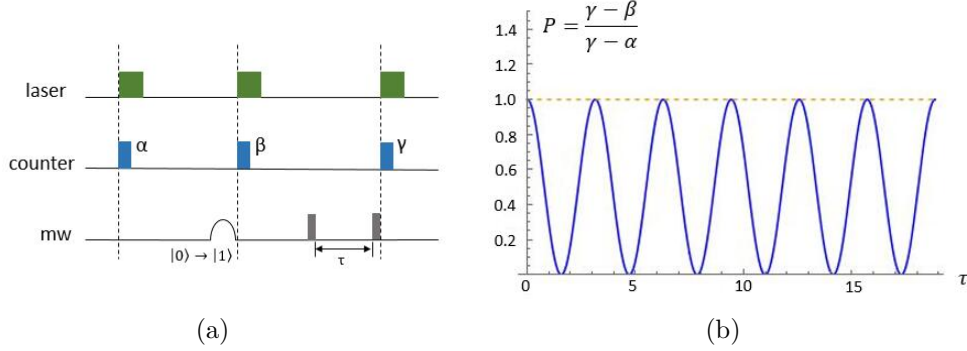 laser
counter
α
β
γ
mw
|0⟩ → |1⟩
τ
(a)
P = (γ − β)/(γ − α)
1.4
1.2
1.0
0.8
0.6
0.4
0.2
0 5 10 15 τ
(b)